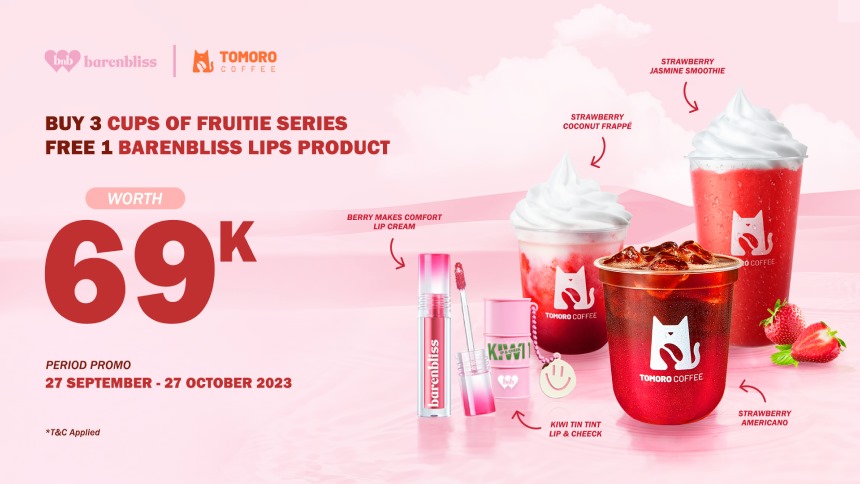 bnb barenbliss
TOMORO
COFFEE
STRAWBERRY
JASMINE SMOOTHIE
BUY 3 CUPS OF FRUITIE SERIES
FREE 1 BARENBLISS LIPS PRODUCT
STRAWBERRY
COCONUT FRAPPÉ
WORTH
69K
BERRY MAKES COMFORT
LIP CREAM
barenbliss
KIWI
TOMORO COFFEE
TOMORO COFFEE
RO COFFEE
PERIOD PROMO
27 SEPTEMBER - 27 OCTOBER 2023
*T&C Applied
KIWI TIN TINT
LIP & CHEECK
STRAWBERRY
AMERICANO